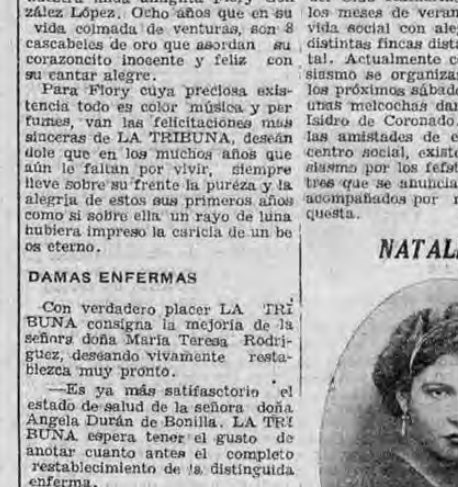 zález López. Ocho años que en su
vida colmada de venturas, son 8
cascabeles de oro que asordan su
corazoncito inocente y feliz con
su cantar alegre.
Para Flory cuya preciosa exis-
tencia todo es color música y per
fumes, van las felicitaciones mas
sinceras de LA TRIBUNA, deseán
dole que en los muchos años que
aún le faltan por vivir, siempre
lleve sobre su frente la pureza y la
alegría de estos sus primeros años
como si sobre ella un rayo de luna
hubiera impreso la caricia de un be
os eterno.
DAMAS ENFERMAS
Con verdadero placer LA TRI
BUNA consigna la mejoría de la
señora doña María Teresa Rodrí-
guez, deseando vivamente resta-
blezca muy pronto.
—Es ya más satifasctorio el
estado de salud de la señora doña
Angela Durán de Bonilla. LA TRI
BUNA espera tener el gusto de
anotar cuanto antes el completo
restablecimiento de la distinguida
enferma.
los meses de veran
vida social con aleg
distintas fincas dista
tal. Actualmente c
siasmo se organiza
los próximos sábado
unas melcochas dan
Isidro de Coronado.
las amistades de e
centro social, existe
siasmo por los fefst
tres que se anuncia
acompañados por
questa.
NATAL